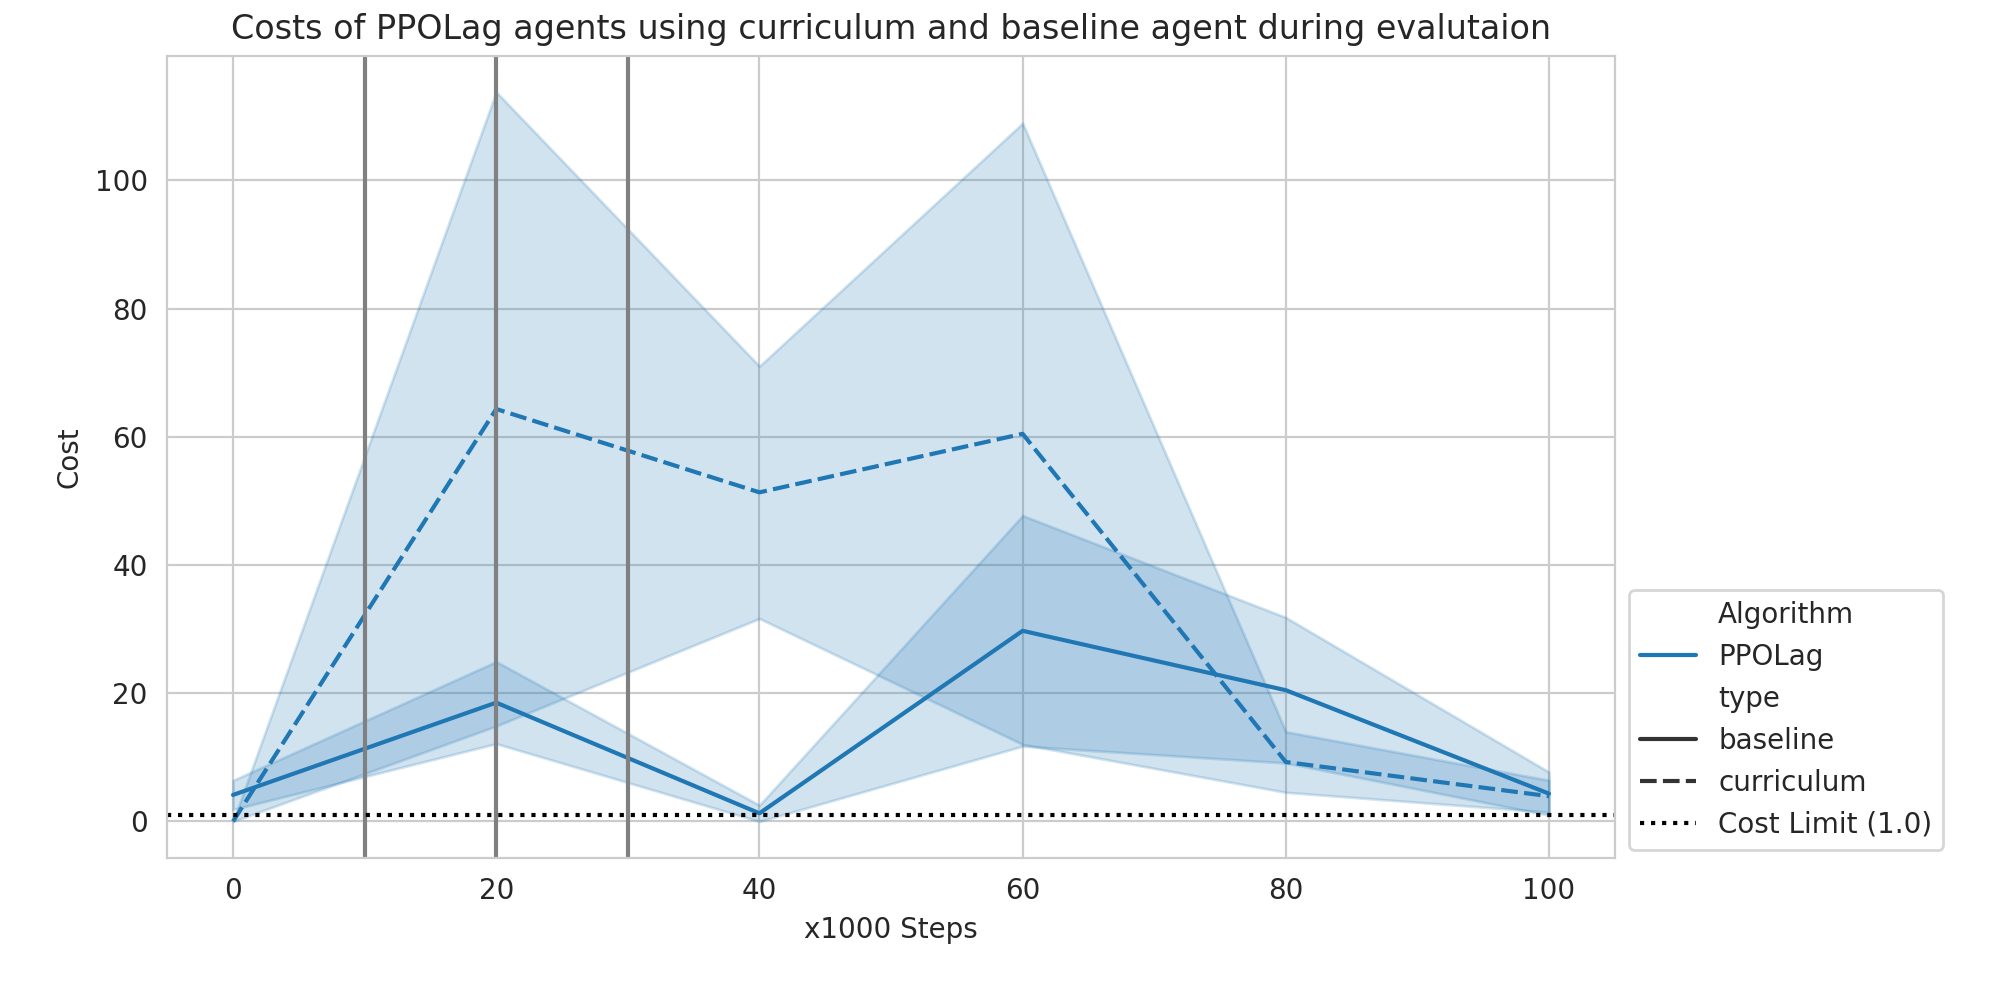 Costs of PPOLag agents using curriculum and baseline agent during evalutaion
100
80
60
40
20
0
Cost
0 20 40 60 80 100
x1000 Steps
Algorithm
PPOLag
type
baseline
curriculum
Cost Limit (1.0)